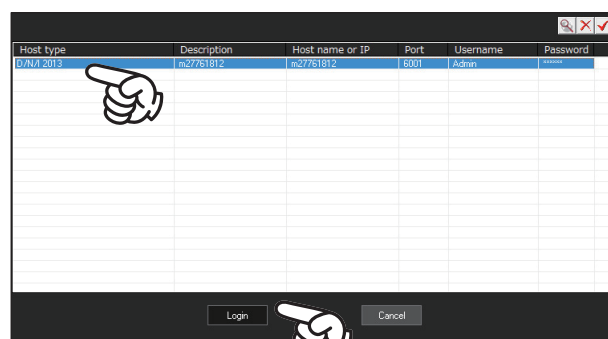 Host type Description Host name or IP Port Username Password
D/N/I 2013 m27761812 m27761812 6001 Admin ******
Login Cancel